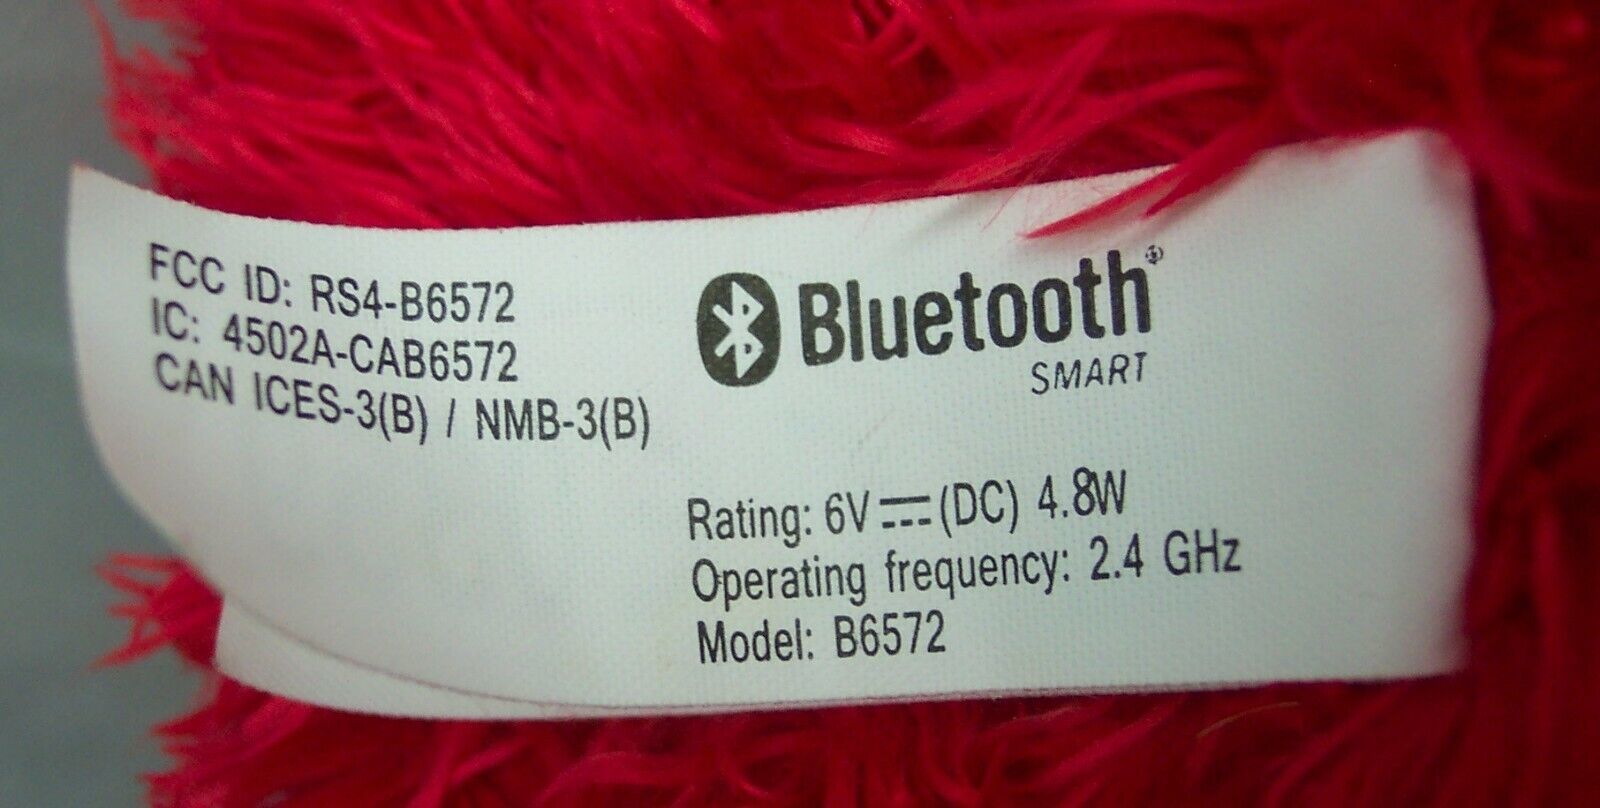 FCC ID: RS4-B6572
IC: 4502A-CAB6572
CAN ICES-3(B) / NMB-3(B)
Bluetooth®
SMART
Rating: 6V ⎓ (DC) 4.8W
Operating frequency: 2.4 GHz
Model: B6572